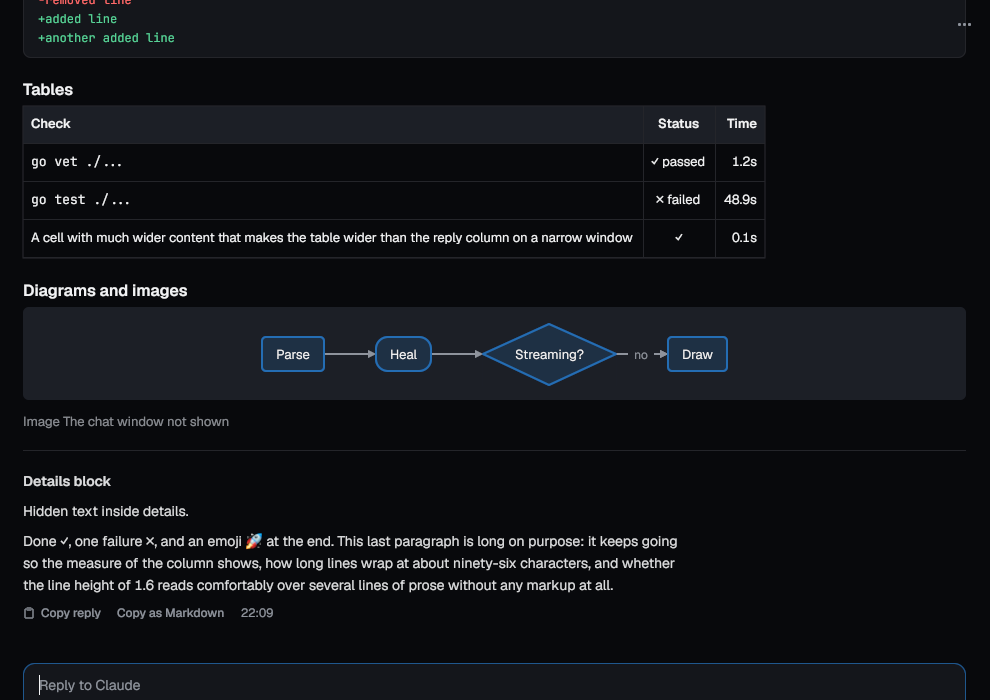 -removed line
+added line
+another added line
Tables
Check Status Time
go vet ./... ✓ passed 1.2s
go test ./... ✕ failed 48.9s
A cell with much wider content that makes the table wider than the reply column on a narrow window ✓ 0.1s
Diagrams and images
Parse Heal Streaming? no Draw
Image The chat window not shown
Details block
Hidden text inside details.
Done ✓, one failure ✕, and an emoji 🚀 at the end. This last paragraph is long on purpose: it keeps going
so the measure of the column shows, how long lines wrap at about ninety-six characters, and whether
the line height of 1.6 reads comfortably over several lines of prose without any markup at all.
Copy reply Copy as Markdown 22:09
Reply to Claude